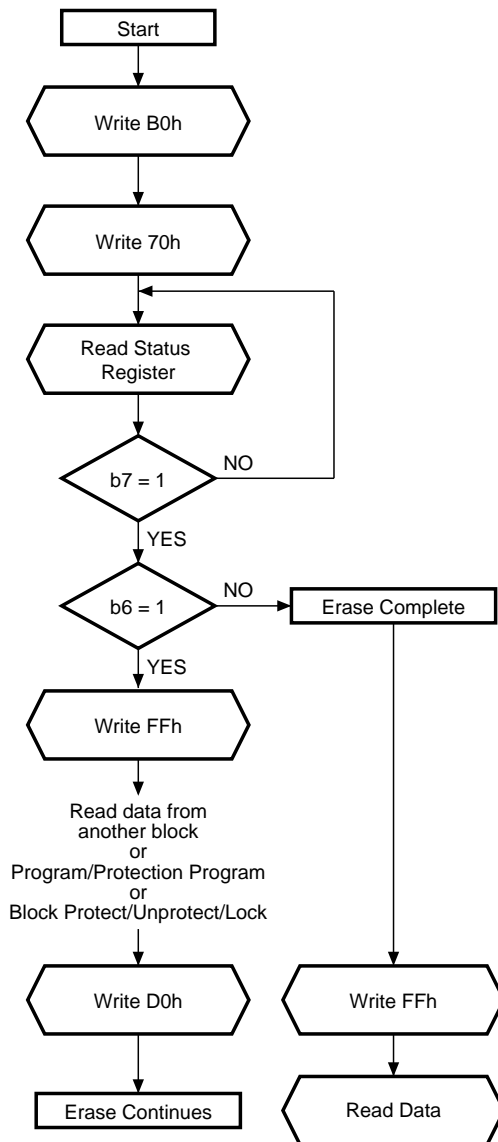 Start
Write B0h
Write 70h
Read Status
Register
NO
b7 = 1
YES
NO
b6 = 1
Erase Complete
YES
Write FFh
Read data from
another block
or
Program/Protection Program
or
Block Protect/Unprotect/Lock
Write D0h
Write FFh
Erase Continues
Read Data